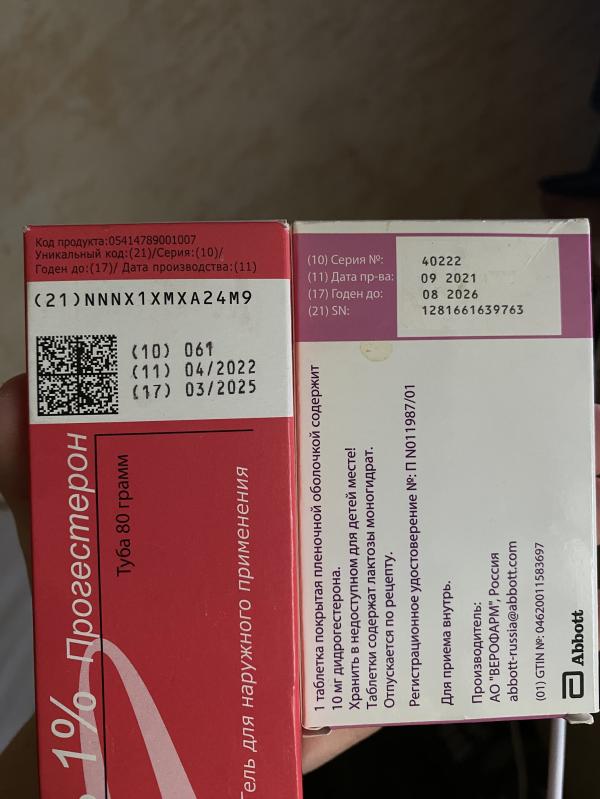 Код продукта:05414789001007
Уникальный код:(21)/Серия:(10)/
Годен до:(17)/ Дата производства:(11)
(21)NNNX1XMXA24M9
(10) 061
(11) 04/2022
(17) 03/2025
1% Прогестерон
Туба 80 грамм
Гель для наружного применения
(10) Серия №: 40222
(11) Дата пр-ва: 09 2021
(17) Годен до: 08 2026
(21) SN: 1281661639763
1 таблетка покрытая пленочной оболочкой содержит
10 мг дидрогестерона.
Хранить в недоступном для детей месте!
Таблетки содержат лактозы моногидрат.
Отпускается по рецепту.
Регистрационное удостоверение №: П N011987/01
Для приема внутрь.
Производитель:
АО "ВЕРОФАРМ", Россия
abbott-russia@abbott.com
(01) GTIN №: 04620011583697
Abbott